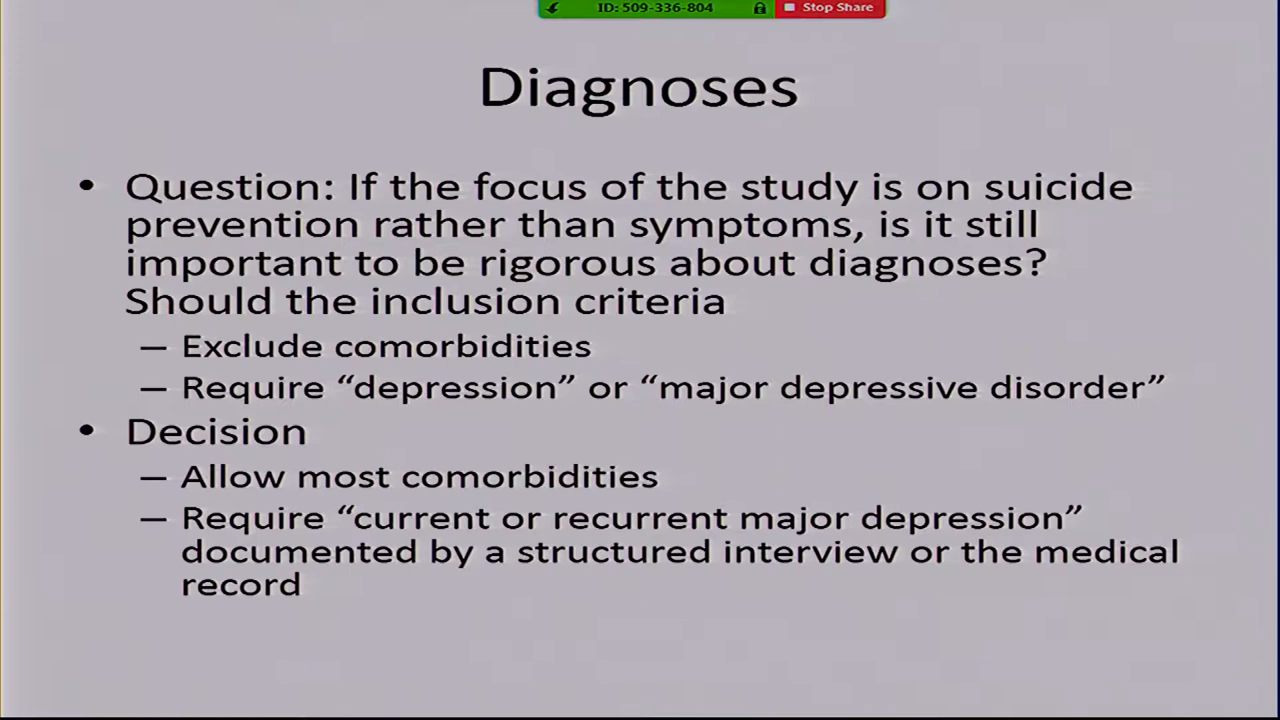 ID: 509-336-804 Stop Share
Diagnoses
• Question: If the focus of the study is on suicide
prevention rather than symptoms, is it still
important to be rigorous about diagnoses?
Should the inclusion criteria
– Exclude comorbidities
– Require “depression” or “major depressive disorder”
• Decision
– Allow most comorbidities
– Require “current or recurrent major depression”
documented by a structured interview or the medical
record